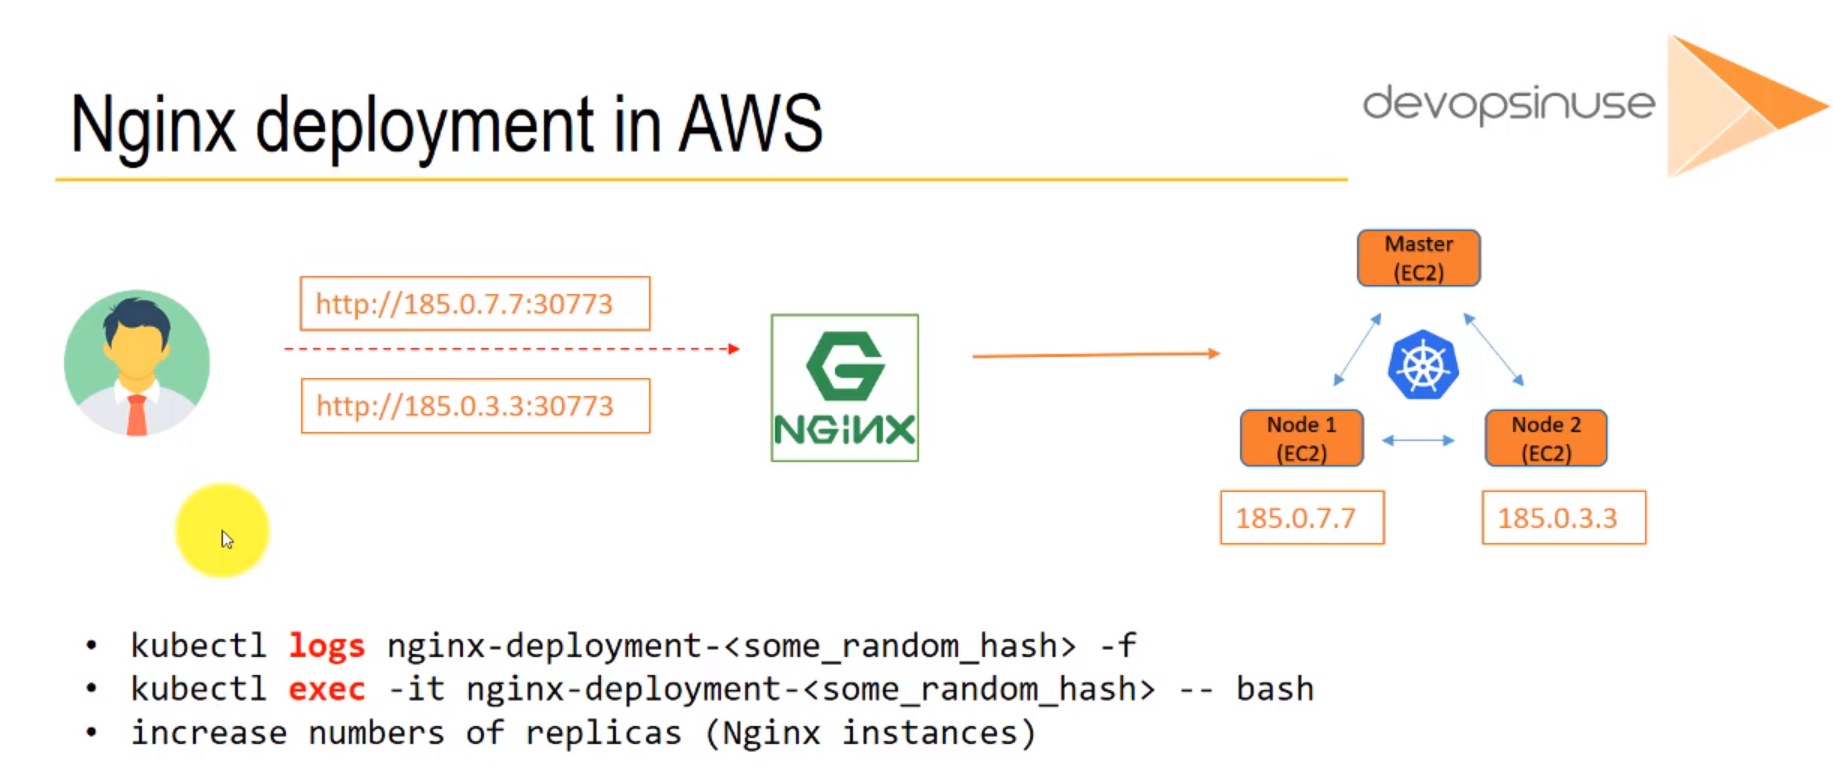 Nginx deployment in AWS
devopsinuse
http://185.0.7.7:30773
http://185.0.3.3:30773
NGiNX
Master
(EC2)
Node 1
(EC2)
Node 2
(EC2)
185.0.7.7
185.0.3.3
• kubectl logs nginx-deployment-<some_random_hash> -f
• kubectl exec -it nginx-deployment-<some_random_hash> -- bash
• increase numbers of replicas (Nginx instances)